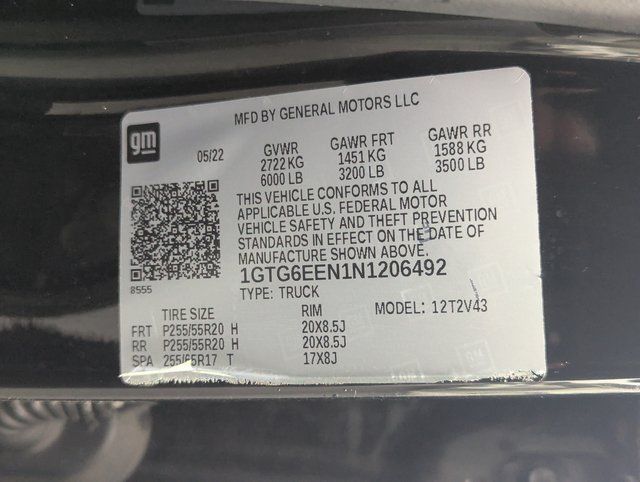 MFD BY GENERAL MOTORS LLC
gm
05/22
GVWR GAWR FRT GAWR RR
2722 KG 1451 KG 1588 KG
6000 LB 3200 LB 3500 LB
THIS VEHICLE CONFORMS TO ALL
APPLICABLE U.S. FEDERAL MOTOR
VEHICLE SAFETY AND THEFT PREVENTION
STANDARDS IN EFFECT ON THE DATE OF
MANUFACTURE SHOWN ABOVE.
8555
1GTG6EEN1N1206492
TYPE: TRUCK
MODEL: 12T2V43
TIRE SIZE RIM
FRT P255/55R20 H 20X8.5J
RR P255/55R20 H 20X8.5J
SPA 255/65R17 T 17X8J